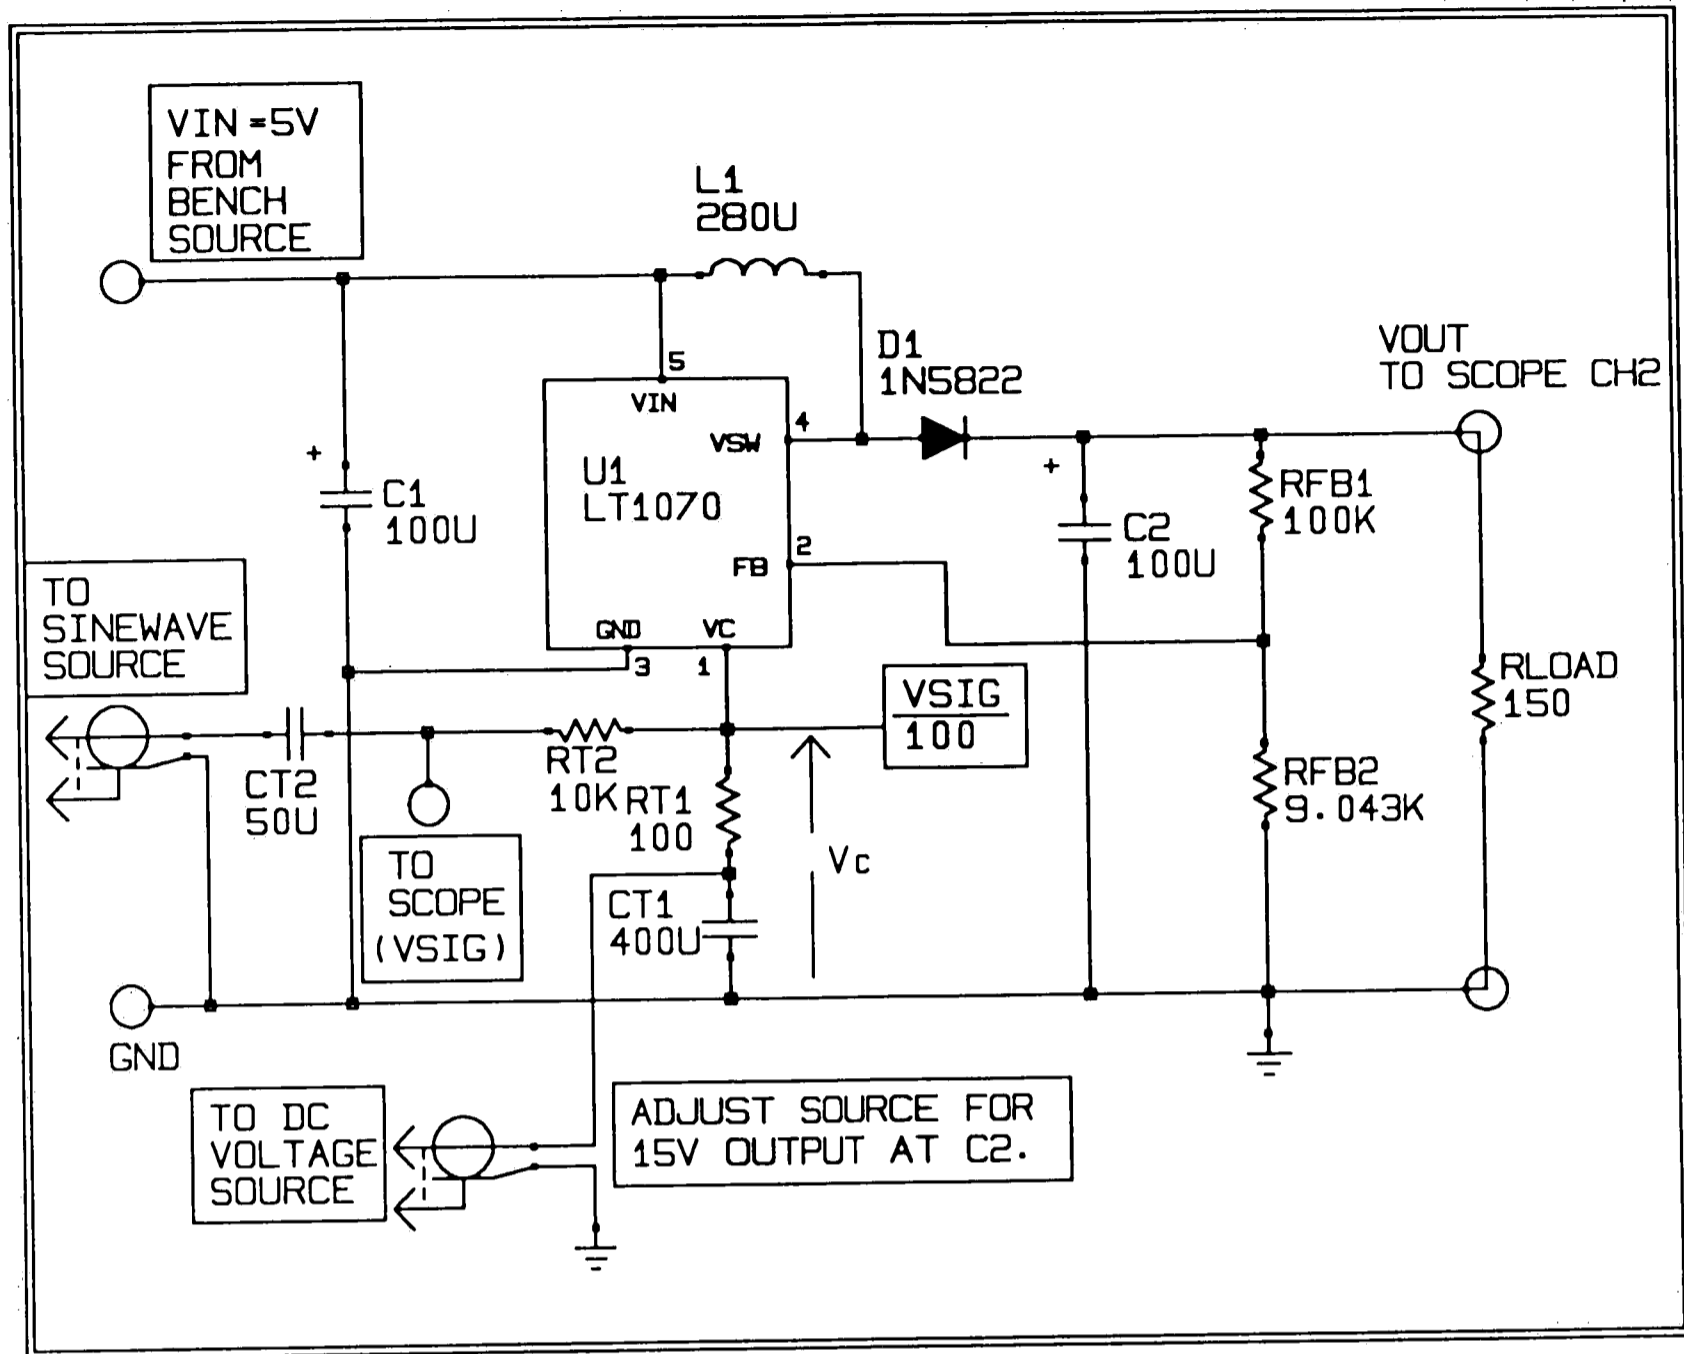 VIN=5V
FROM
BENCH
SOURCE
L1
280U
D1
1N5822
VOUT
TO SCOPE CH2
5
VIN
4
VSW
U1
LT1070
2
FB
GND
VC
3
1
+
C1
100U
+
C2
100U
RFB1
100K
TO
SINEWAVE
SOURCE
VSIG
100
RLOAD
150
CT2
50U
RT2
10K
RT1
100
RFB2
9.043K
TO
SCOPE
(VSIG)
Vc
CT1
400U
GND
TO DC
VOLTAGE
SOURCE
ADJUST SOURCE FOR
15V OUTPUT AT C2.